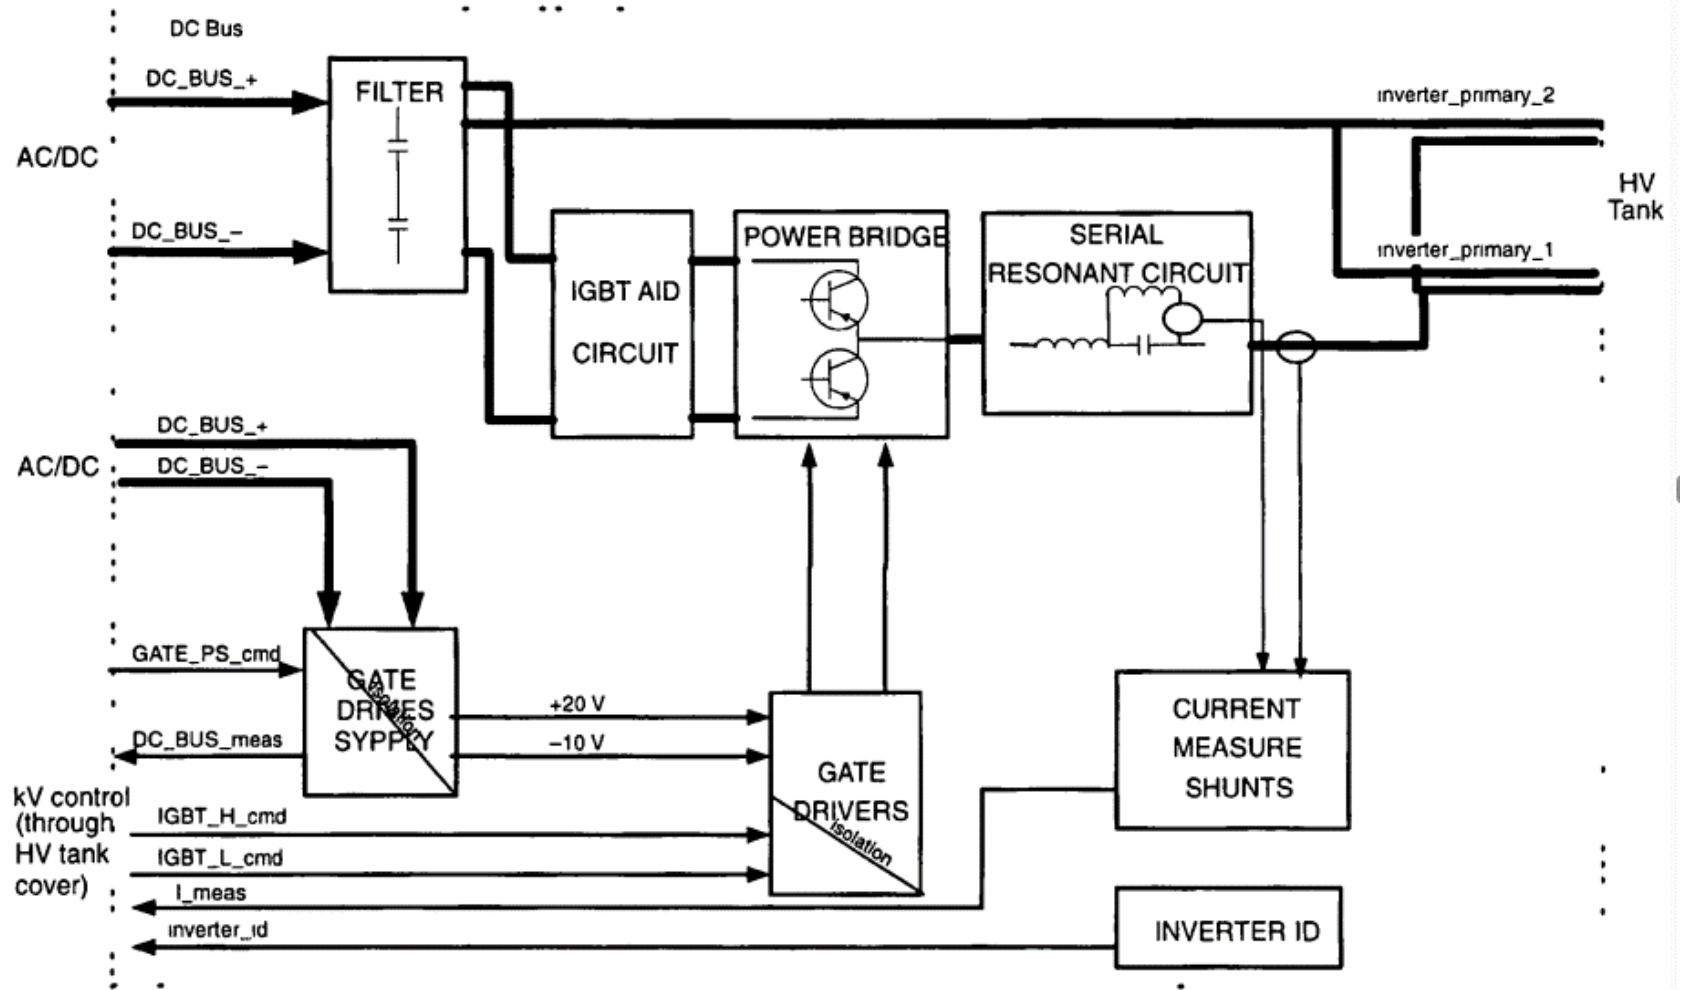 DC Bus
DC_BUS_+
FILTER
inverter_primary_2
AC/DC
HV
Tank
DC_BUS_–
POWER BRIDGE
SERIAL
RESONANT CIRCUIT
inverter_primary_1
IGBT AID
CIRCUIT
DC_BUS_+
AC/DC
DC_BUS_–
GATE_PS_cmd
GATE
DRIVES
SYPPLY
isolation
+20 V
–10 V
DC_BUS_meas
CURRENT
MEASURE
SHUNTS
GATE
DRIVERS
isolation
kV control
(through
HV tank
cover)
IGBT_H_cmd
IGBT_L_cmd
I_meas
inverter_id
INVERTER ID